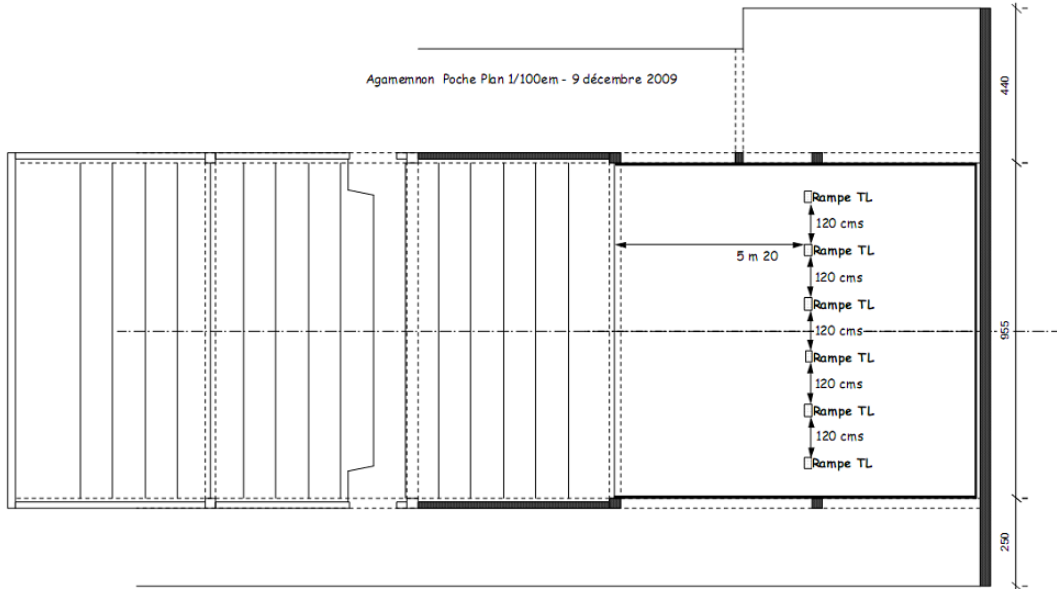 Agamemnon Poche Plan 1/100em - 9 décembre 2009
440
Rampe TL
120 cms
Rampe TL
5 m 20
120 cms
Rampe TL
120 cms
955
Rampe TL
120 cms
Rampe TL
120 cms
Rampe TL
250